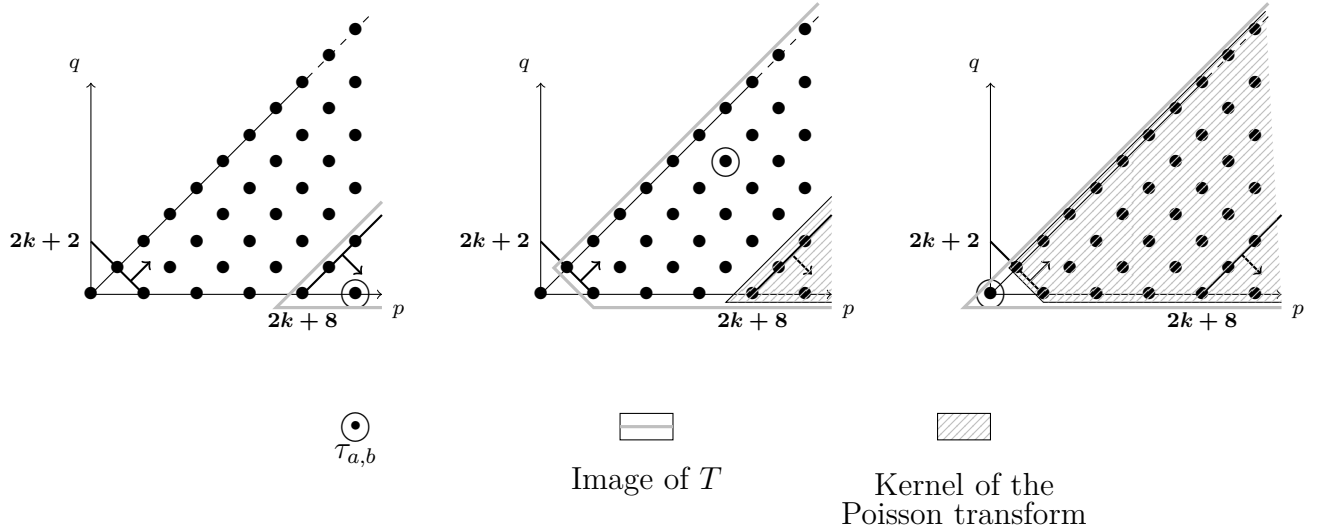 q
q
q
2k + 2
2k + 2
2k + 2
p
p
p
2k + 8
2k + 8
2k + 8
τa,b
Image of T
Kernel of the
Poisson transform